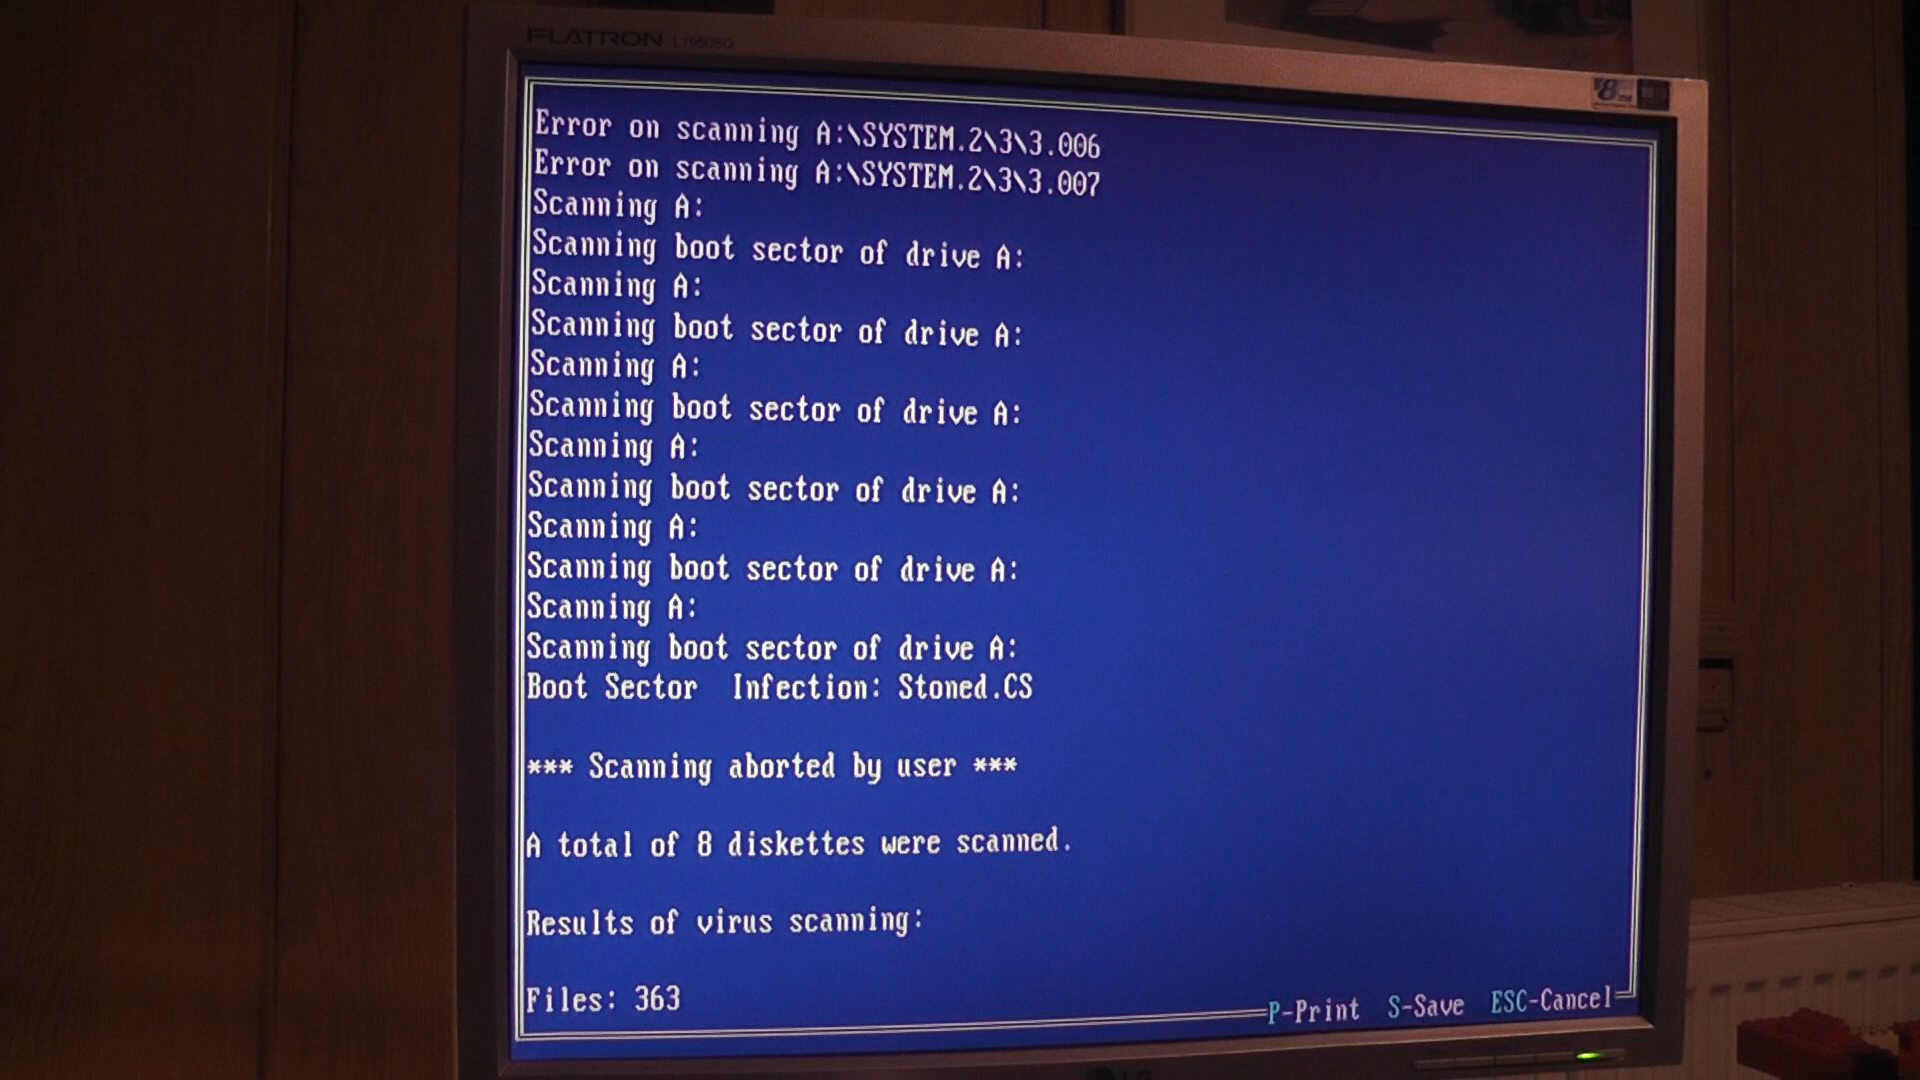 FLATRON L1950SQ
Error on scanning A:\SYSTEM.2\3\3.006
Error on scanning A:\SYSTEM.2\3\3.007
Scanning A:
Scanning boot sector of drive A:
Scanning A:
Scanning boot sector of drive A:
Scanning A:
Scanning boot sector of drive A:
Scanning A:
Scanning boot sector of drive A:
Scanning A:
Scanning boot sector of drive A:
Scanning A:
Scanning boot sector of drive A:
Boot Sector Infection: Stoned.CS
*** Scanning aborted by user ***
A total of 8 diskettes were scanned.
Results of virus scanning:
Files: 363
P-Print S-Save ESC-Cancel